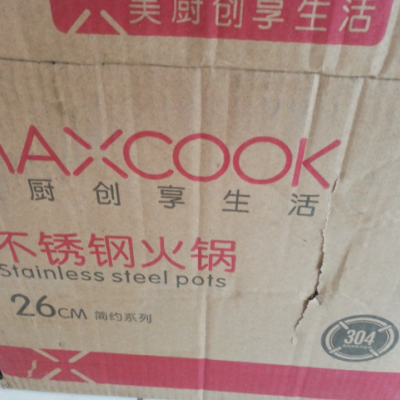 美厨创享生活
MAXCOOK
厨创享生活
不锈钢火锅
Stainless steel pots
26CM 简约系列
304